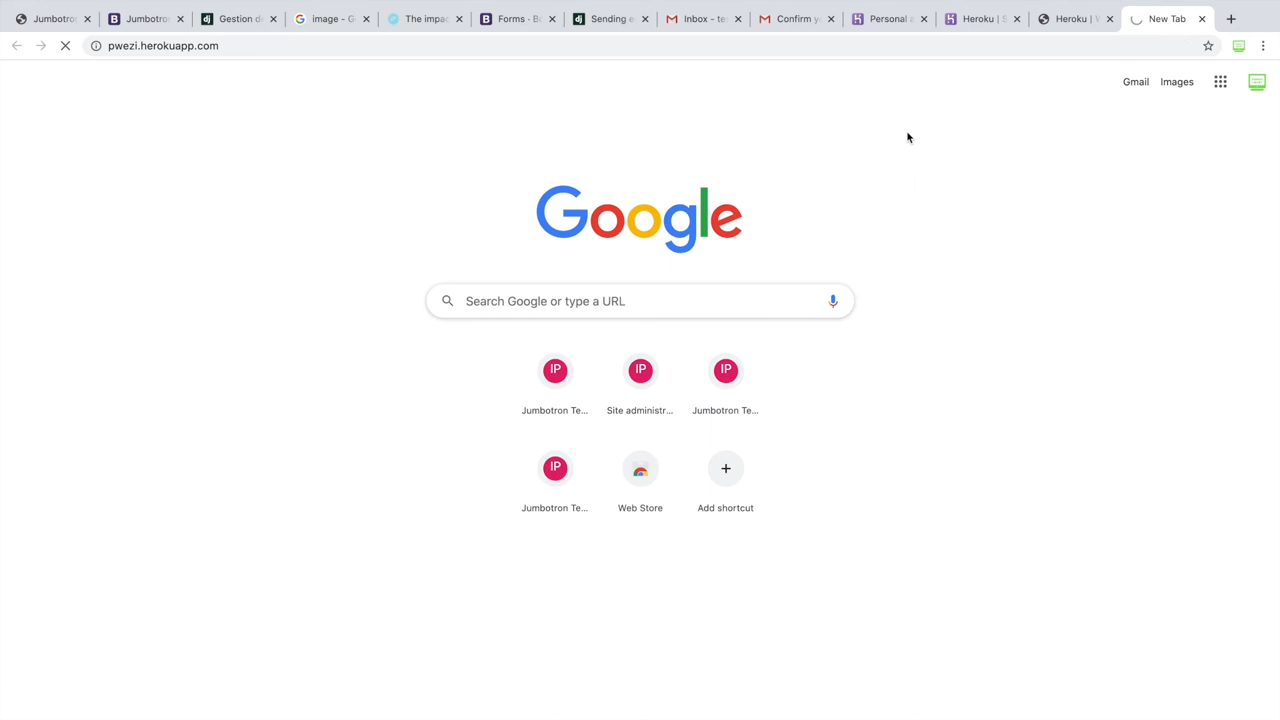 Jumbotro
Jumbotro
Gestion de
image - G
The impac
Forms - Bo
Sending e
Inbox - te
Confirm y
Personal a
Heroku | S
Heroku | W
New Tab
pwezi.herokuapp.com
Gmail Images
Google
Search Google or type a URL
IP
IP
IP
Jumbotron Te...
Site administr...
Jumbotron Te...
IP
Jumbotron Te...
Web Store
Add shortcut